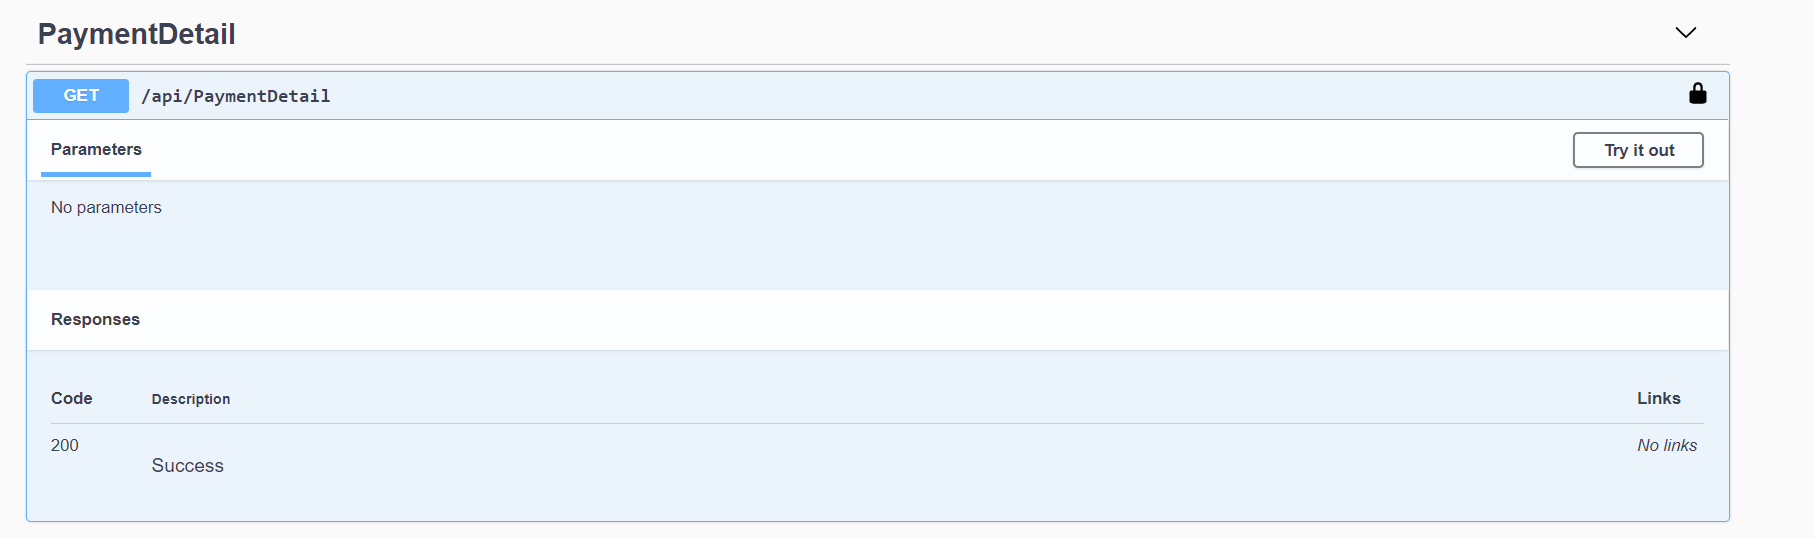 PaymentDetail
GET /api/PaymentDetail
Parameters Try it out
No parameters
Responses
Code Description Links
200 No links
Success